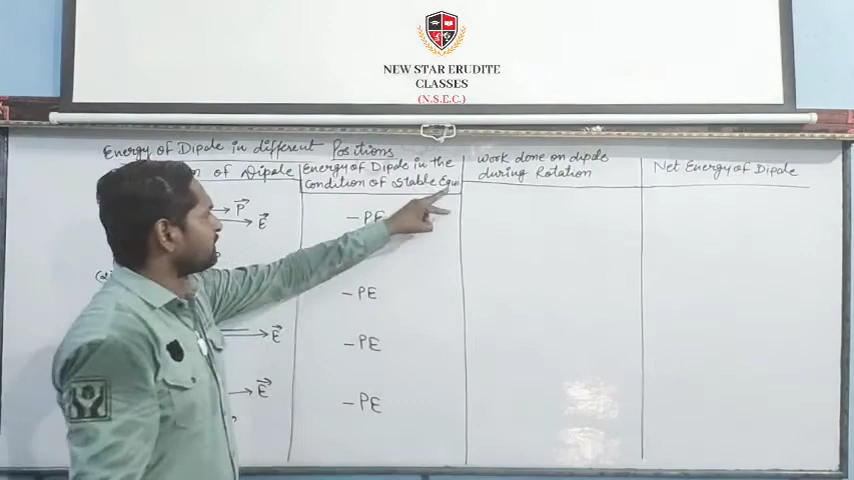 NEW STAR ERUDITE
CLASSES
(N.S.E.C.)
Energy of Dipole in different Positions
of Dipole
Energy of Dipole in the
Condition of Stable Equi
Work done on dipole
during Rotation
Net Energy of Dipole
P
E
- PE
- PE
E
- PE
E
- PE